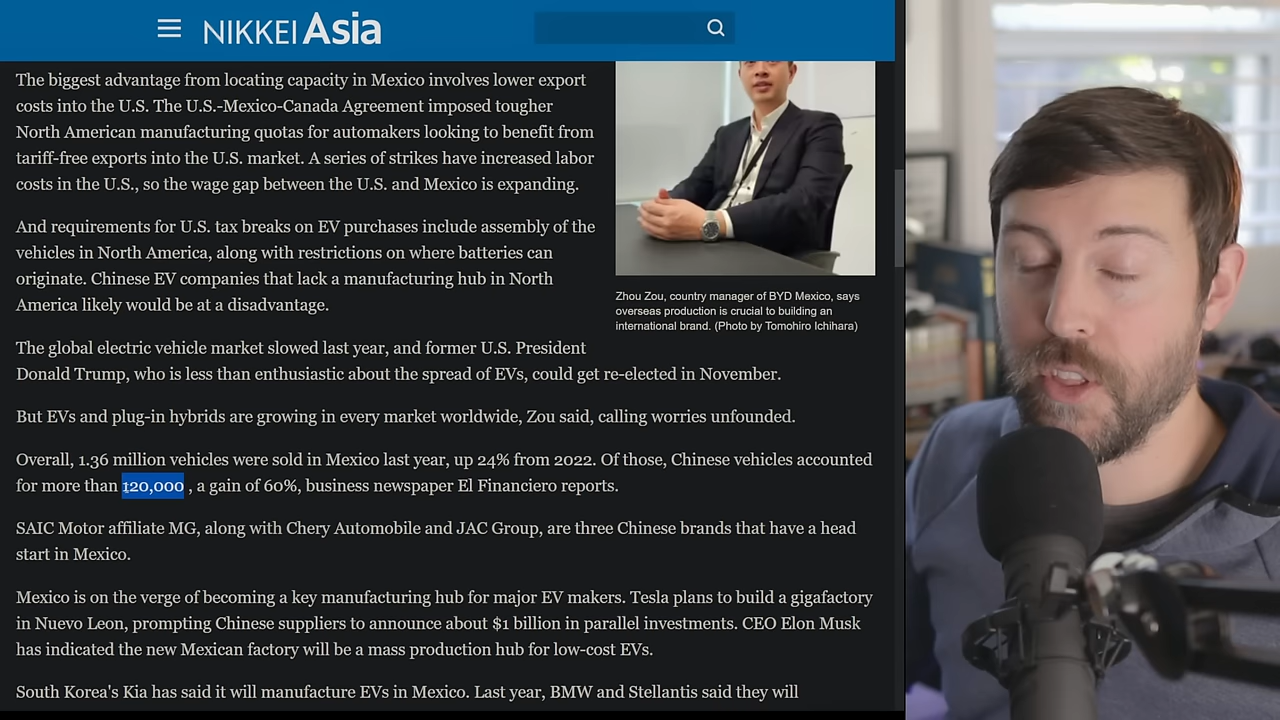 NIKKEI Asia
The biggest advantage from locating capacity in Mexico involves lower export
costs into the U.S. The U.S.-Mexico-Canada Agreement imposed tougher
North American manufacturing quotas for automakers looking to benefit from
tariff-free exports into the U.S. market. A series of strikes have increased labor
costs in the U.S., so the wage gap between the U.S. and Mexico is expanding.
And requirements for U.S. tax breaks on EV purchases include assembly of the
vehicles in North America, along with restrictions on where batteries can
originate. Chinese EV companies that lack a manufacturing hub in North
America likely would be at a disadvantage.
Zhou Zou, country manager of BYD Mexico, says
overseas production is crucial to building an
international brand. (Photo by Tomohiro Ichihara)
The global electric vehicle market slowed last year, and former U.S. President
Donald Trump, who is less than enthusiastic about the spread of EVs, could get re-elected in November.
But EVs and plug-in hybrids are growing in every market worldwide, Zou said, calling worries unfounded.
Overall, 1.36 million vehicles were sold in Mexico last year, up 24% from 2022. Of those, Chinese vehicles accounted
for more than 120,000 , a gain of 60%, business newspaper El Financiero reports.
SAIC Motor affiliate MG, along with Chery Automobile and JAC Group, are three Chinese brands that have a head
start in Mexico.
Mexico is on the verge of becoming a key manufacturing hub for major EV makers. Tesla plans to build a gigafactory
in Nuevo Leon, prompting Chinese suppliers to announce about $1 billion in parallel investments. CEO Elon Musk
has indicated the new Mexican factory will be a mass production hub for low-cost EVs.
South Korea's Kia has said it will manufacture EVs in Mexico. Last year, BMW and Stellantis said they will